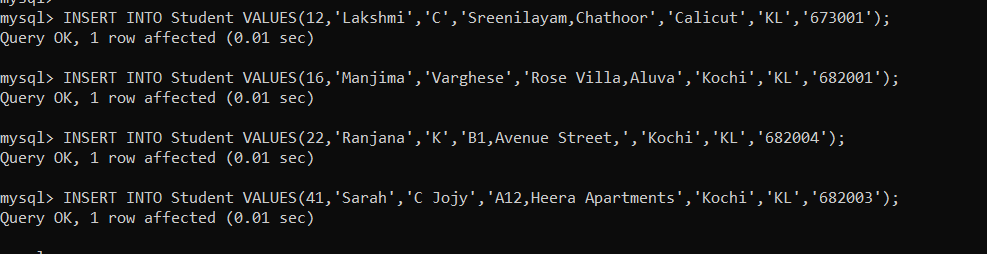 mysql> INSERT INTO Student VALUES(12,'Lakshmi','C','Sreenilayam,Chathoor','Calicut','KL','673001');
Query OK, 1 row affected (0.01 sec)
mysql> INSERT INTO Student VALUES(16,'Manjima','Varghese','Rose Villa,Aluva','Kochi','KL','682001');
Query OK, 1 row affected (0.01 sec)
mysql> INSERT INTO Student VALUES(22,'Ranjana','K','B1,Avenue Street,','Kochi','KL','682004');
Query OK, 1 row affected (0.01 sec)
mysql> INSERT INTO Student VALUES(41,'Sarah','C Jojy','A12,Heera Apartments','Kochi','KL','682003');
Query OK, 1 row affected (0.01 sec)